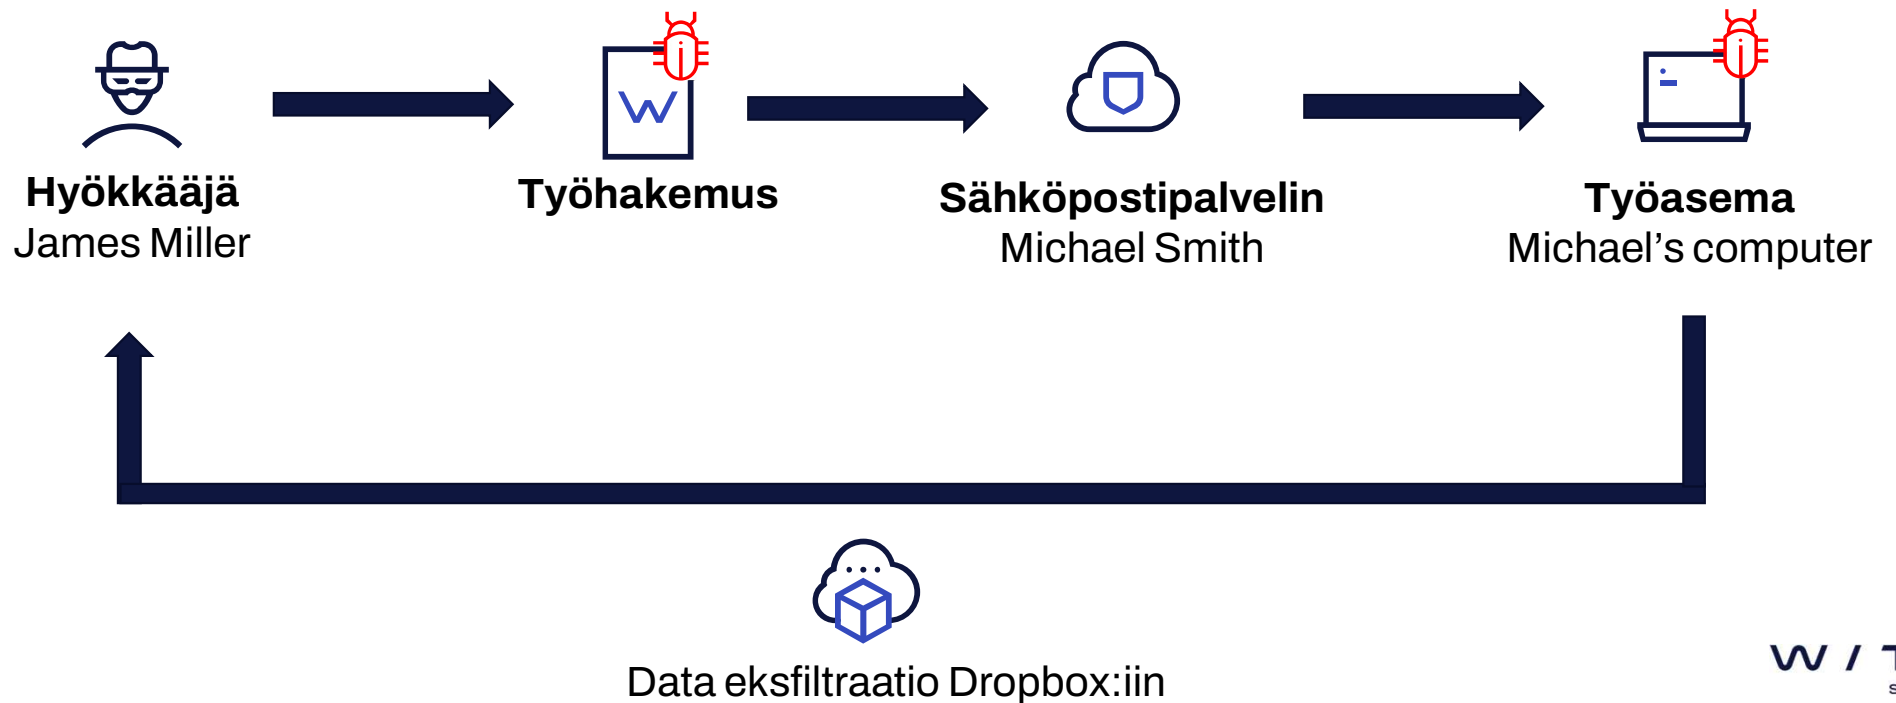 Hyökkääjä
James Miller
Työhakemus
Sähköpostipalvelin
Michael Smith
Työasema
Michael's computer
Data eksfiltraatio Dropbox:iin
W / T